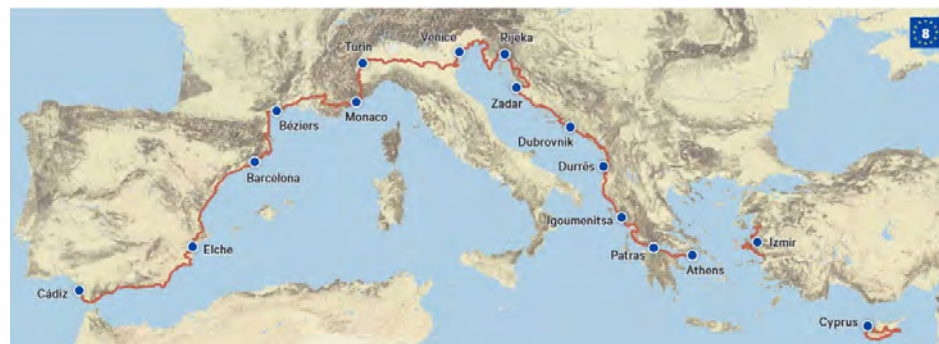 8
Turin
Venice
Rijeka
Zadar
Monaco
Béziers
Dubrovnik
Barcelona
Durrës
Igoumenitsa
Elche
Patras
Athens
Izmir
Cádiz
Cyprus